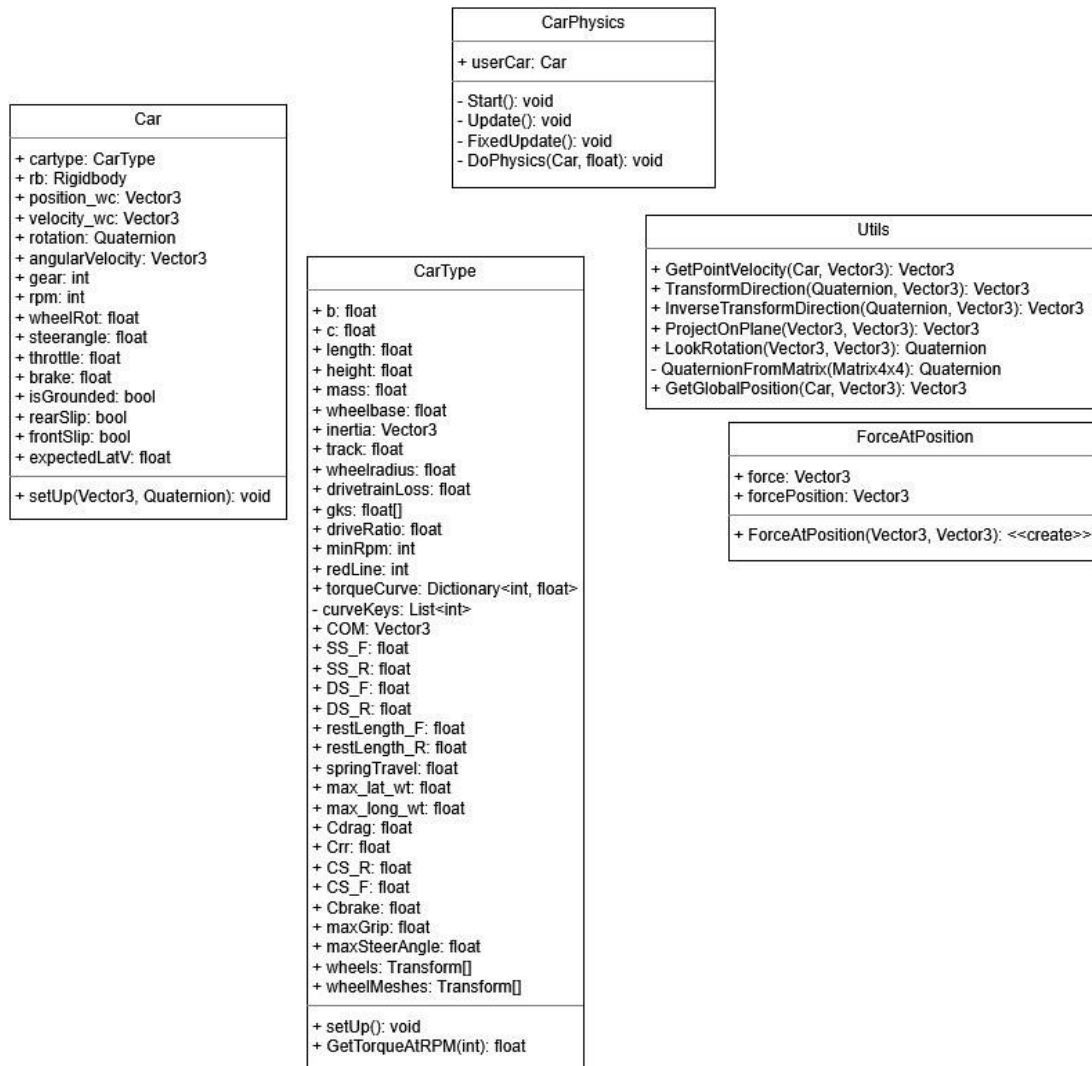 CarPhysics
+ userCar: Car
- Start(): void
- Update(): void
- FixedUpdate(): void
- DoPhysics(Car, float): void
Car
+ cartype: CarType
+ rb: Rigidbody
+ position_wc: Vector3
+ velocity_wc: Vector3
+ rotation: Quaternion
+ angularVelocity: Vector3
+ gear: int
+ rpm: int
+ wheelRot: float
+ steerangle: float
+ throttle: float
+ brake: float
+ isGrounded: bool
+ rearSlip: bool
+ frontSlip: bool
+ expectedLatV: float
+ setUp(Vector3, Quaternion): void
CarType
+ b: float
+ c: float
+ length: float
+ height: float
+ mass: float
+ wheelbase: float
+ inertia: Vector3
+ track: float
+ wheelradius: float
+ drivetrainLoss: float
+ gks: float[]
+ driveRatio: float
+ minRpm: int
+ redLine: int
+ torqueCurve: Dictionary<int, float>
- curveKeys: List<int>
+ COM: Vector3
+ SS_F: float
+ SS_R: float
+ DS_F: float
+ DS_R: float
+ restLength_F: float
+ restLength_R: float
+ springTravel: float
+ max_lat_wt: float
+ max_long_wt: float
+ Cdrag: float
+ Crr: float
+ CS_R: float
+ CS_F: float
+ Cbrake: float
+ maxGrip: float
+ maxSteerAngle: float
+ wheels: Transform[]
+ wheelMeshes: Transform[]
+ setUp(): void
+ GetTorqueAtRPM(int): float
Utils
+ GetPointVelocity(Car, Vector3): Vector3
+ TransformDirection(Quaternion, Vector3): Vector3
+ InverseTransformDirection(Quaternion, Vector3): Vector3
+ ProjectOnPlane(Vector3, Vector3): Vector3
+ LookRotation(Vector3, Vector3): Quaternion
- QuaternionFromMatrix(Matrix4x4): Quaternion
+ GetGlobalPosition(Car, Vector3): Vector3
ForceAtPosition
+ force: Vector3
+ forcePosition: Vector3
+ ForceAtPosition(Vector3, Vector3): <<create>>